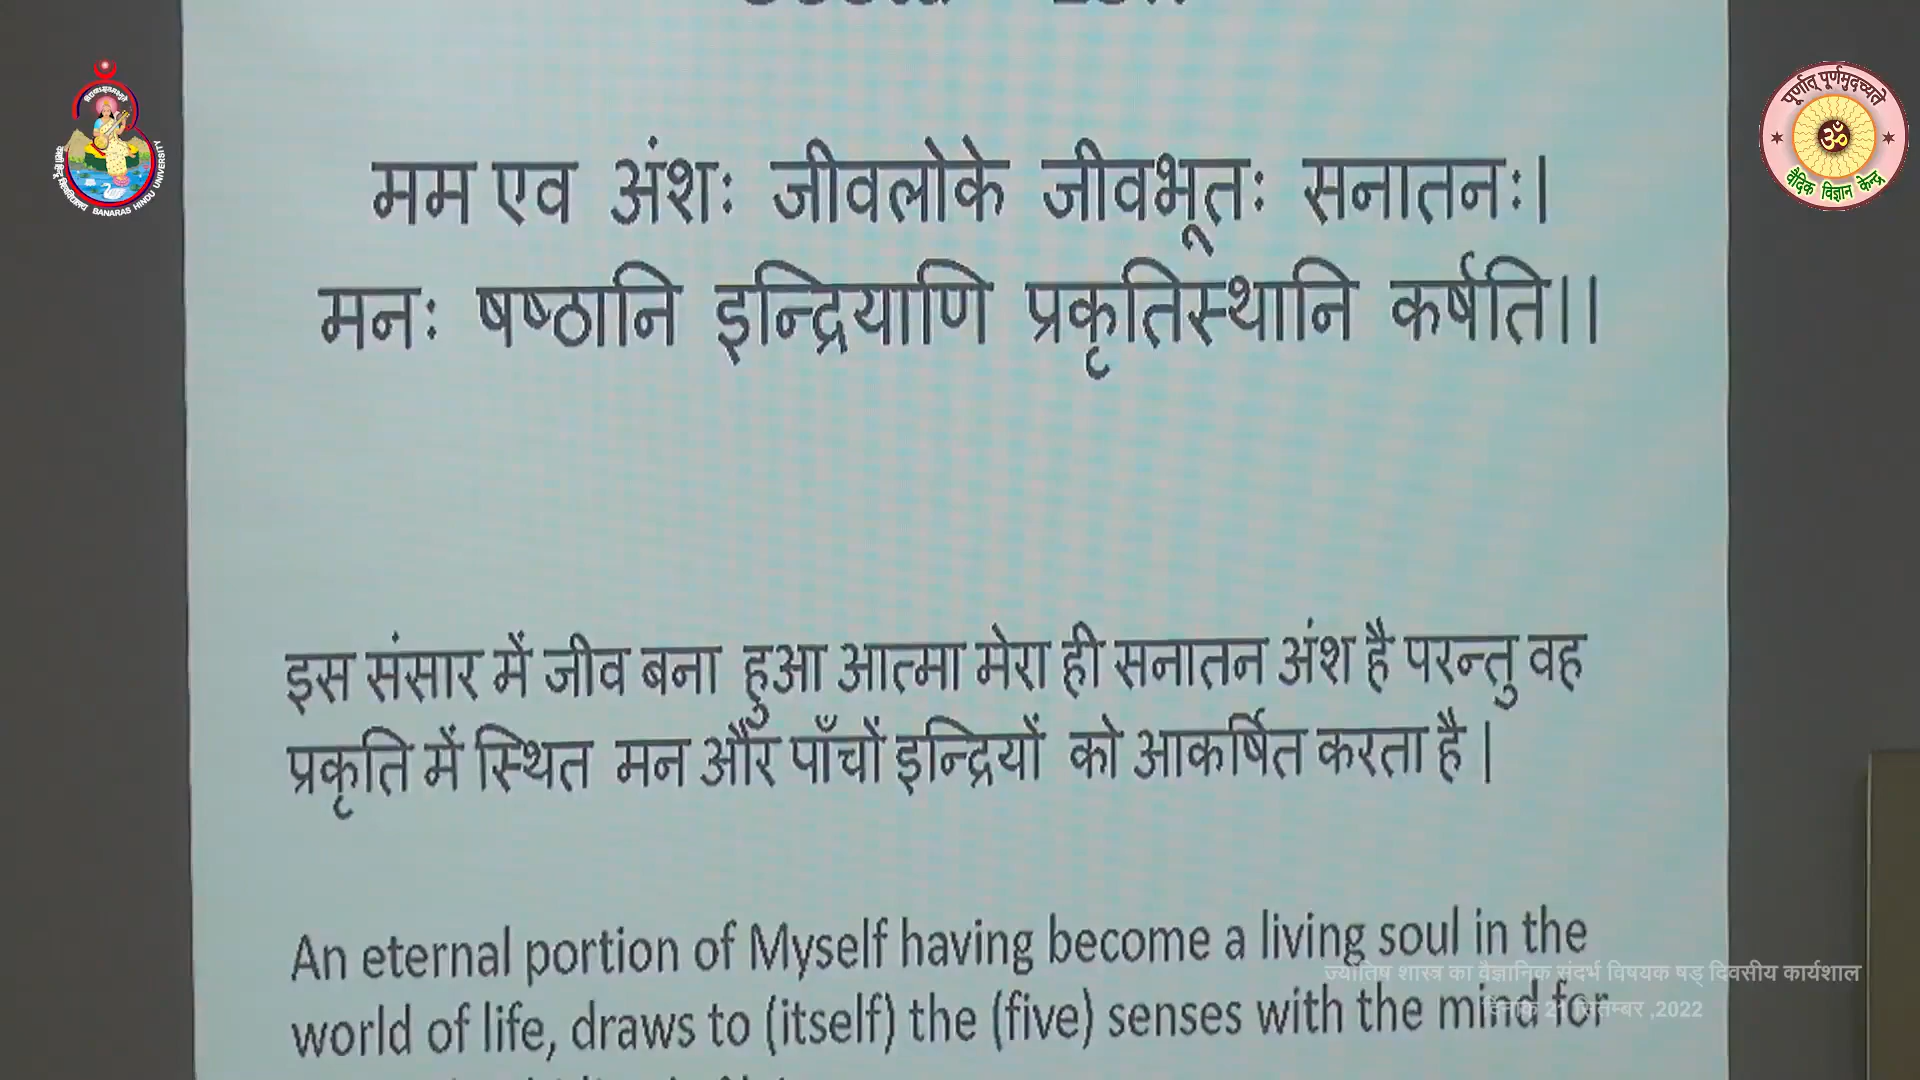 मम एव अंशः जीवलोके जीवभूतः सनातनः।
मनः षष्ठानि इन्द्रियाणि प्रकृतिस्थानि कर्षति।।
इस संसार में जीव बना हुआ आत्मा मेरा ही सनातन अंश है परन्तु वह
प्रकृति में स्थित मन और पाँचों इन्द्रियों को आकर्षित करता है |
An eternal portion of Myself having become a living soul in the
world of life, draws to (itself) the (five) senses with the mind for
ज्योतिष शास्त्र का वैज्ञानिक संदर्भ विषयक षड् दिवसीय कार्यशाल
दिनांक 21 सितम्बर ,2022
BANARAS HINDU UNIVERSITY
पूर्णात् पूर्णमुदच्यते
ॐ
वैदिक विज्ञान केन्द्र